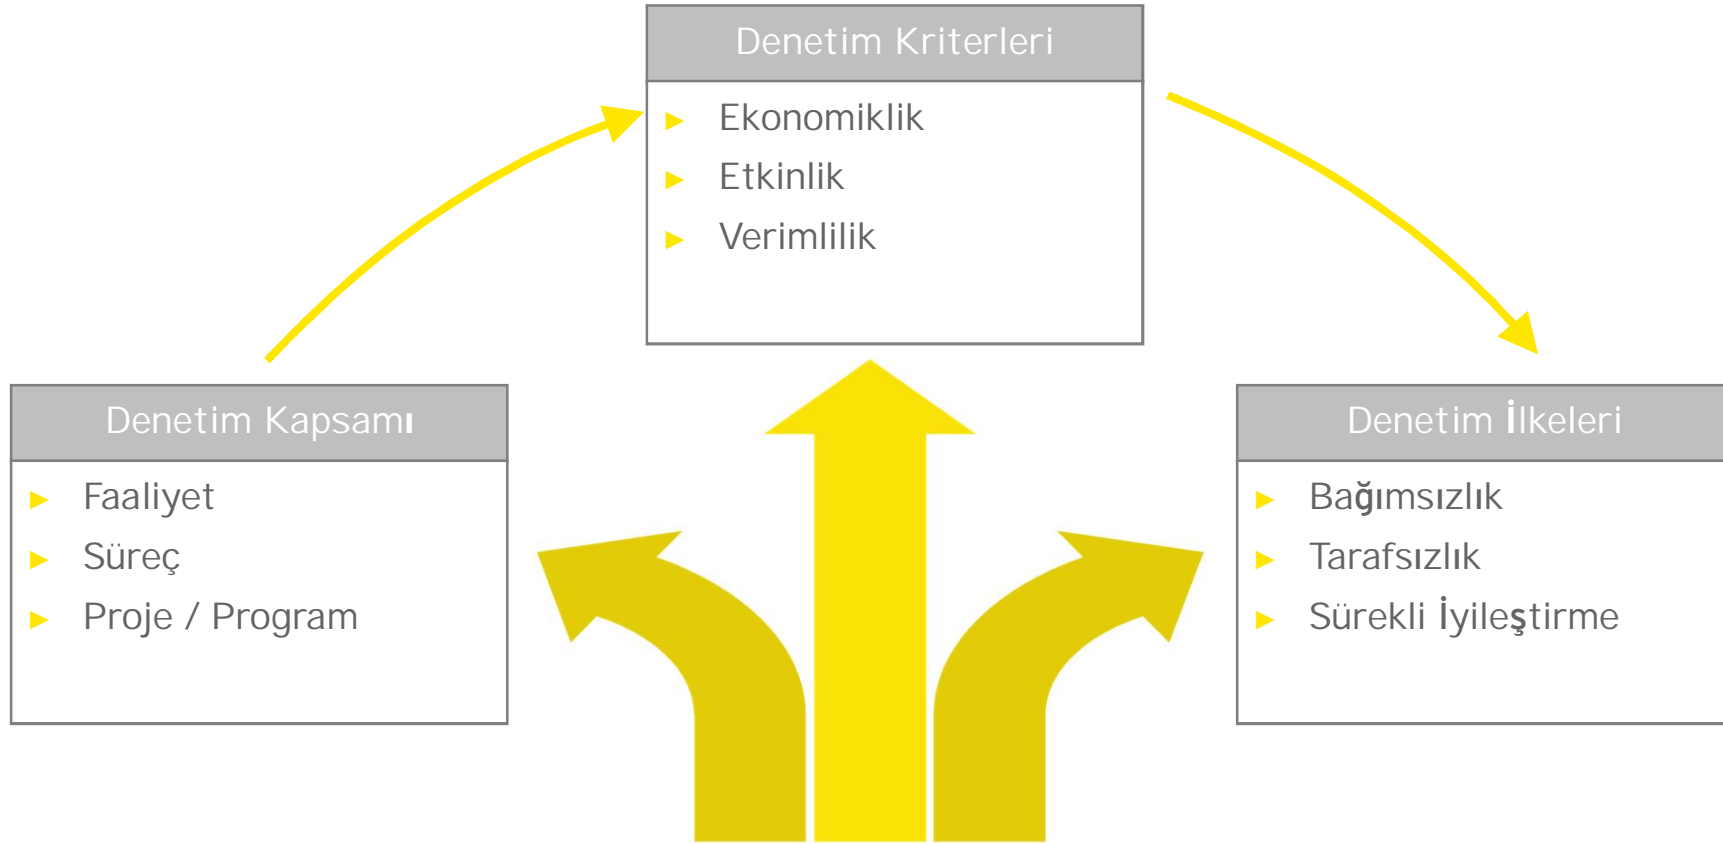 Denetim Kriterleri
► Ekonomiklik
► Etkinlik
► Verimlilik
Denetim Kapsamı
► Faaliyet
► Süreç
► Proje / Program
Denetim İlkeleri
► Bağımsızlık
► Tarafsızlık
► Sürekli İyileştirme